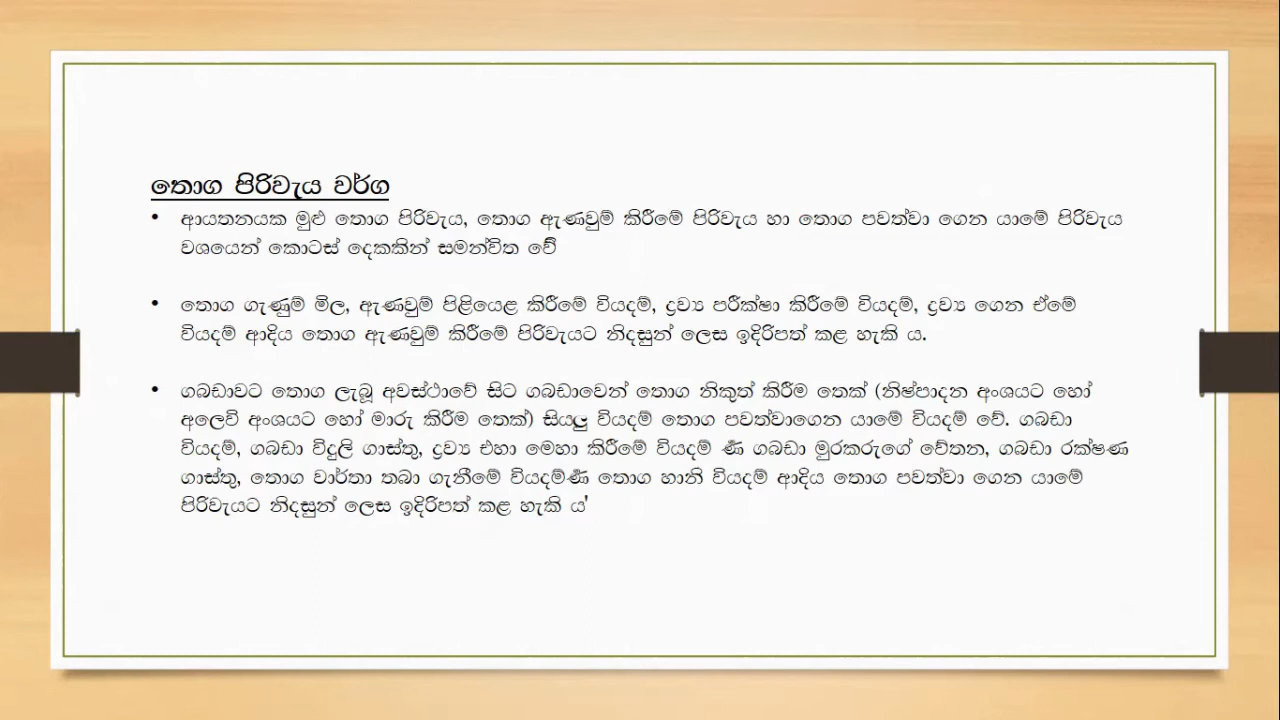 තොග පිරිවැය වර්ග
• ආයතනයක මුළු තොග පිරිවැය, තොග ඇණවුම් කිරීමේ පිරිවැය හා තොග පවත්වා ගෙන යාමේ පිරිවැය
වශයෙන් කොටස් දෙකකින් සමන්විත වේ
• තොග ගැණුම් මිල, ඇණවුම් පිළියෙළ කිරීමේ වියදම්, ද්‍රව්‍ය පරීක්ෂා කිරීමේ වියදම්, ද්‍රව්‍ය ගෙන ඒමේ
වියදම් ආදිය තොග ඇණවුම් කිරීමේ පිරිවැයට නිදසුන් ලෙස ඉදිරිපත් කළ හැකි ය.
• ගබඩාවට තොග ලැබූ අවස්ථාවේ සිට ගබඩාවෙන් තොග නිකුත් කිරීම තෙක් (නිෂ්පාදන අංශයට හෝ
අලෙවි අංශයට හෝ මාරු කිරීම තෙක්) සියලු වියදම් තොග පවත්වාගෙන යාමේ වියදම් වේ. ගබඩා
වියදම්, ගබඩා විදුලි ගාස්තු, ද්‍රව්‍ය එහා මෙහා කිරීමේ වියදම් ර්‍ණ ගබඩා මුරකරුගේ වේතන, ගබඩා රක්ෂණ
ගාස්තු, තොග වාර්තා තබා ගැනීමේ වියදම්ර්‍ණ තොග හානි වියදම් ආදිය තොග පවත්වා ගෙන යාමේ
පිරිවැයට නිදසුන් ලෙස ඉදිරිපත් කළ හැකි ය'